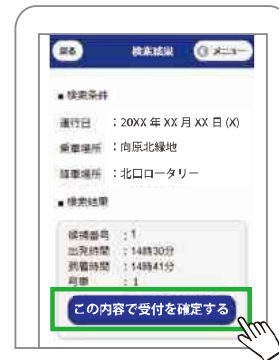 戻る 検索結果 メニュー
■ 検索条件
運行日 ：20XX 年 XX 月 XX 日 (X)
乗車場所 ：向原北緑地
降車場所 ：北口ロータリー
■ 検索結果
候補番号 ：1
出発時間 ：14時30分
到着時間 ：14時41分
号車 ：1
この内容で受付を確定する